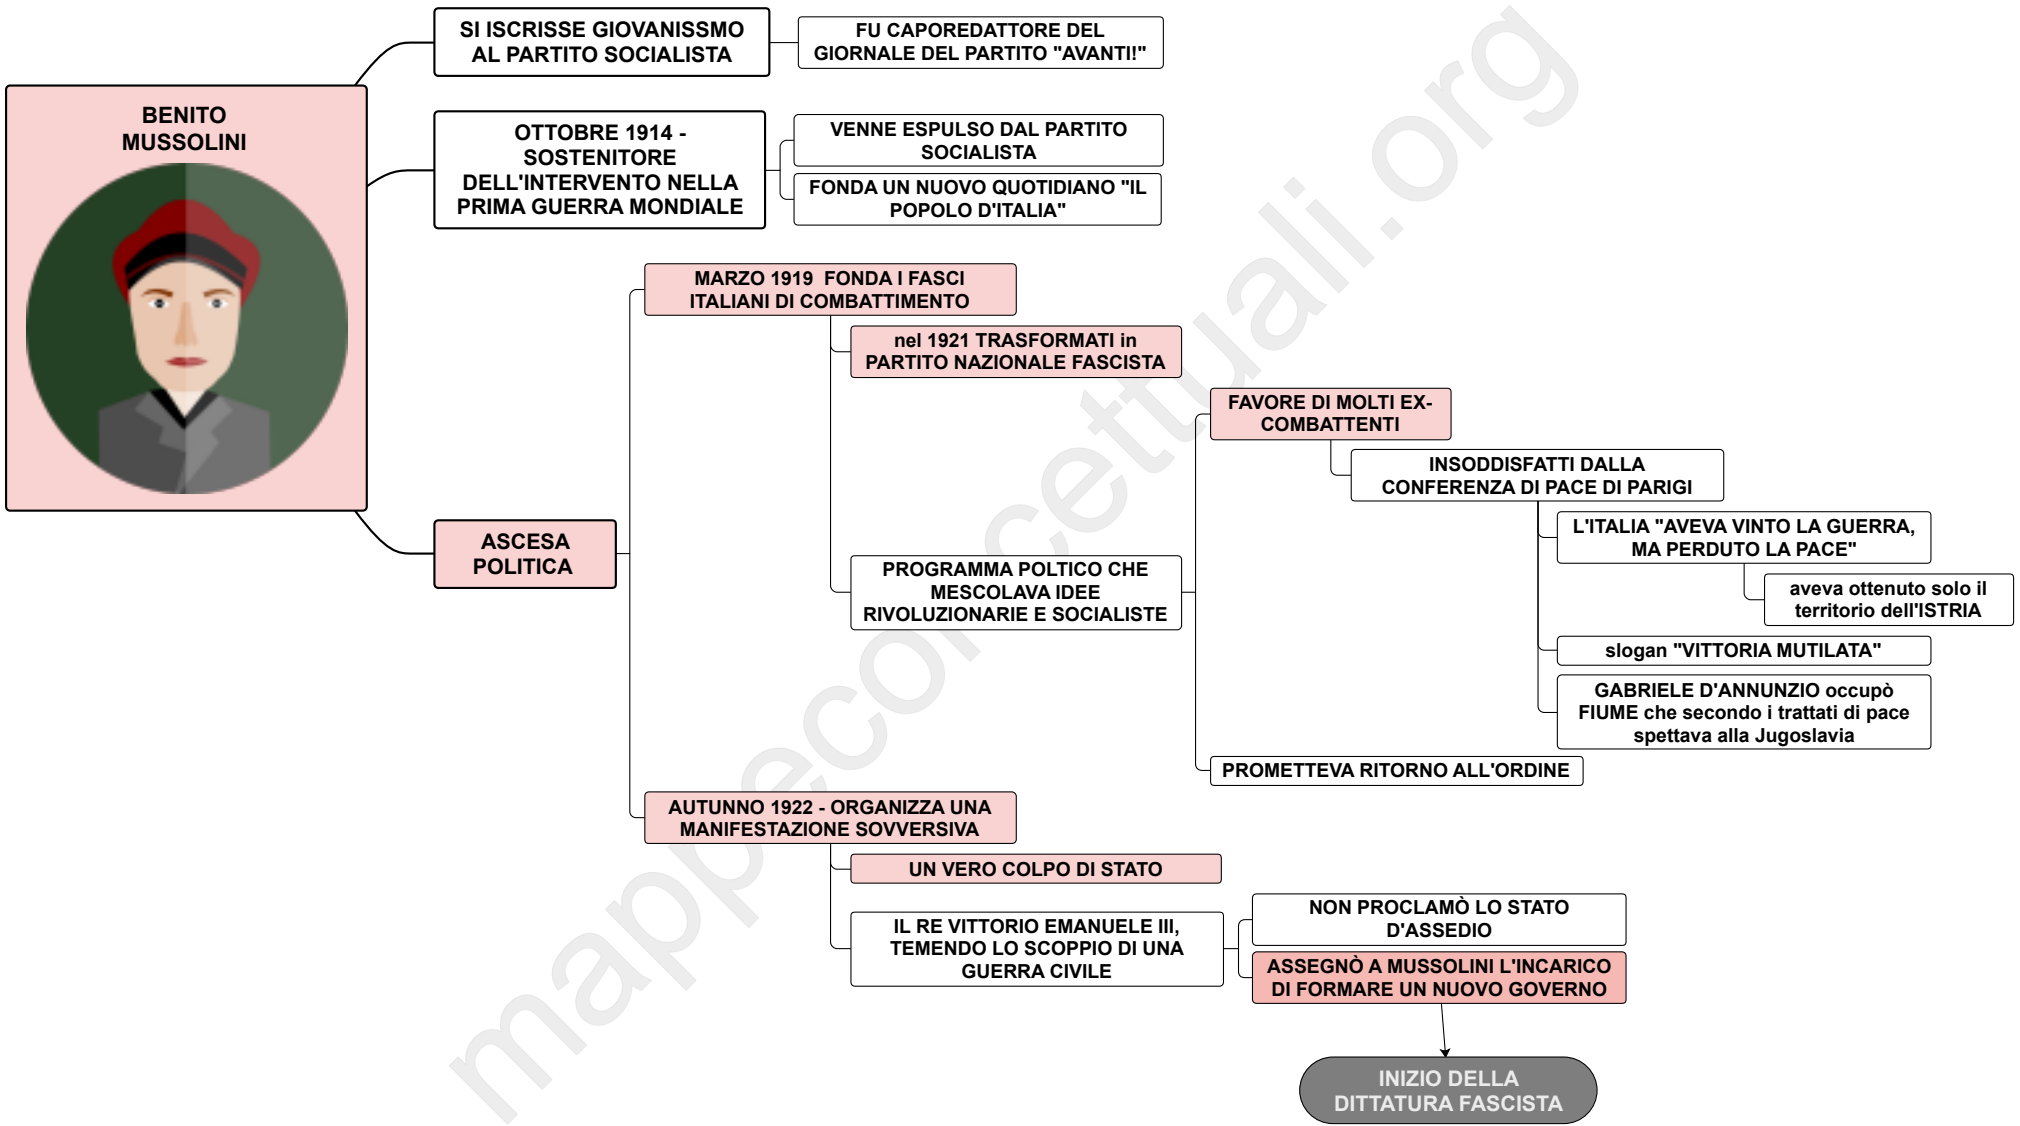 BENITO
MUSSOLINI
SI ISCRISSE GIOVANISSMO
AL PARTITO SOCIALISTA
FU CAPOREDATTORE DEL
GIORNALE DEL PARTITO "AVANTI!"
OTTOBRE 1914 -
SOSTENITORE
DELL'INTERVENTO NELLA
PRIMA GUERRA MONDIALE
VENNE ESPULSO DAL PARTITO
SOCIALISTA
FONDA UN NUOVO QUOTIDIANO "IL
POPOLO D'ITALIA"
ASCESA
POLITICA
MARZO 1919 FONDA I FASCI
ITALIANI DI COMBATTIMENTO
nel 1921 TRASFORMATI in
PARTITO NAZIONALE FASCISTA
PROGRAMMA POLTICO CHE
MESCOLAVA IDEE
RIVOLUZIONARIE E SOCIALISTE
FAVORE DI MOLTI EX-
COMBATTENTI
INSODDISFATTI DALLA
CONFERENZA DI PACE DI PARIGI
L'ITALIA "AVEVA VINTO LA GUERRA,
MA PERDUTO LA PACE"
aveva ottenuto solo il
territorio dell'ISTRIA
slogan "VITTORIA MUTILATA"
GABRIELE D'ANNUNZIO occupò
FIUME che secondo i trattati di pace
spettava alla Jugoslavia
PROMETTEVA RITORNO ALL'ORDINE
AUTUNNO 1922 - ORGANIZZA UNA
MANIFESTAZIONE SOVVERSIVA
UN VERO COLPO DI STATO
IL RE VITTORIO EMANUELE III,
TEMENDO LO SCOPPIO DI UNA
GUERRA CIVILE
NON PROCLAMÒ LO STATO
D'ASSEDIO
ASSEGNÒ A MUSSOLINI L'INCARICO
DI FORMARE UN NUOVO GOVERNO
INIZIO DELLA
DITTATURA FASCISTA
mappeconcettuali.org